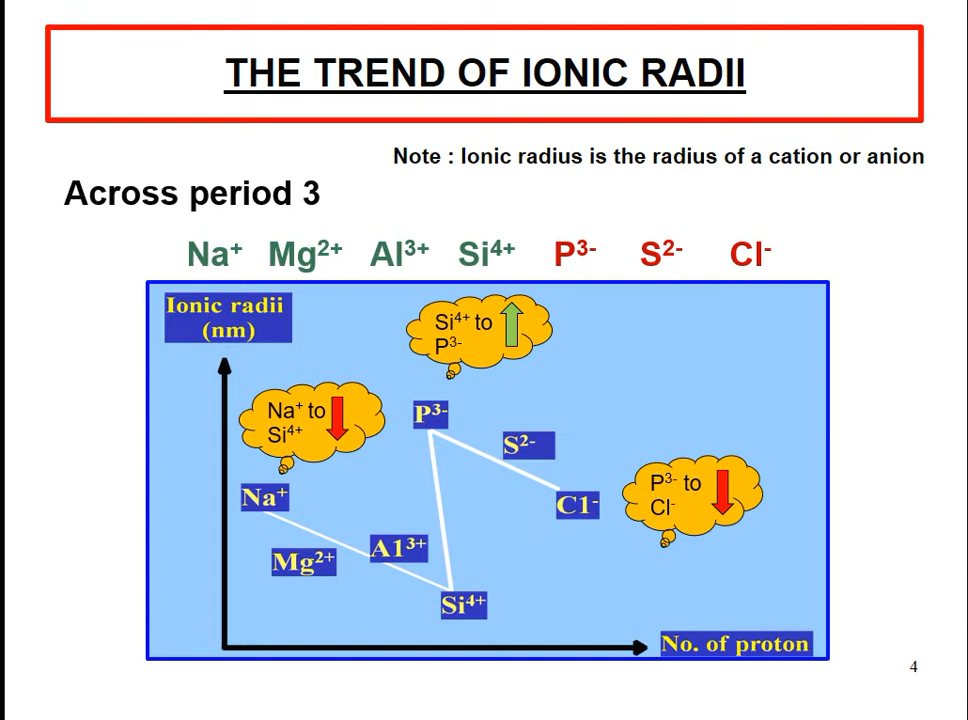 THE TREND OF IONIC RADII
Note : Ionic radius is the radius of a cation or anion
Across period 3
Na⁺ Mg²⁺ Al³⁺ Si⁴⁺ P³⁻ S²⁻ Cl⁻
Ionic radii
(nm)
Si⁴⁺ to
P³⁻
Na⁺ to
Si⁴⁺
P³⁻
S²⁻
P³⁻ to
Cl⁻
Na⁺
C1⁻
A1³⁺
Mg²⁺
Si⁴⁺
No. of proton
4